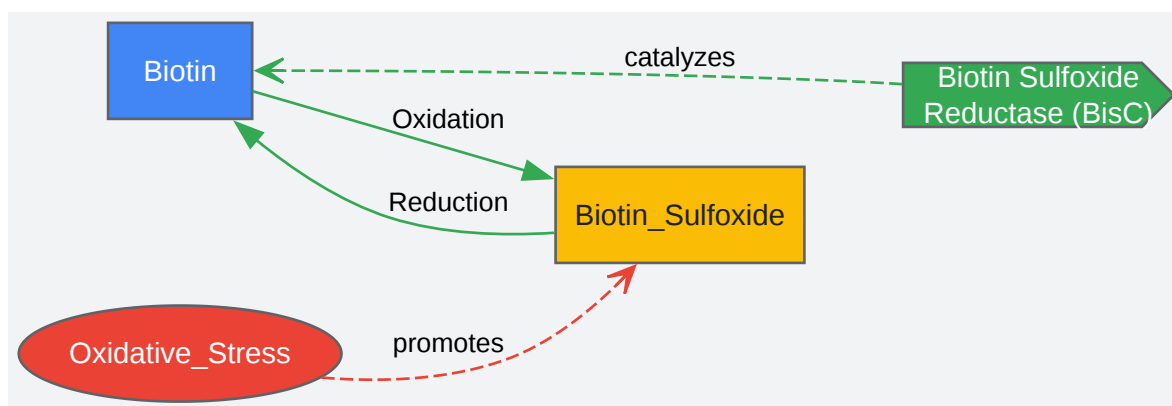 Biotin
catalyzes
Biotin Sulfoxide
Reductase (BisC)
Oxidation
Reduction
Biotin_Sulfoxide
Oxidative_Stress
promotes